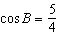 cos B = 5/4